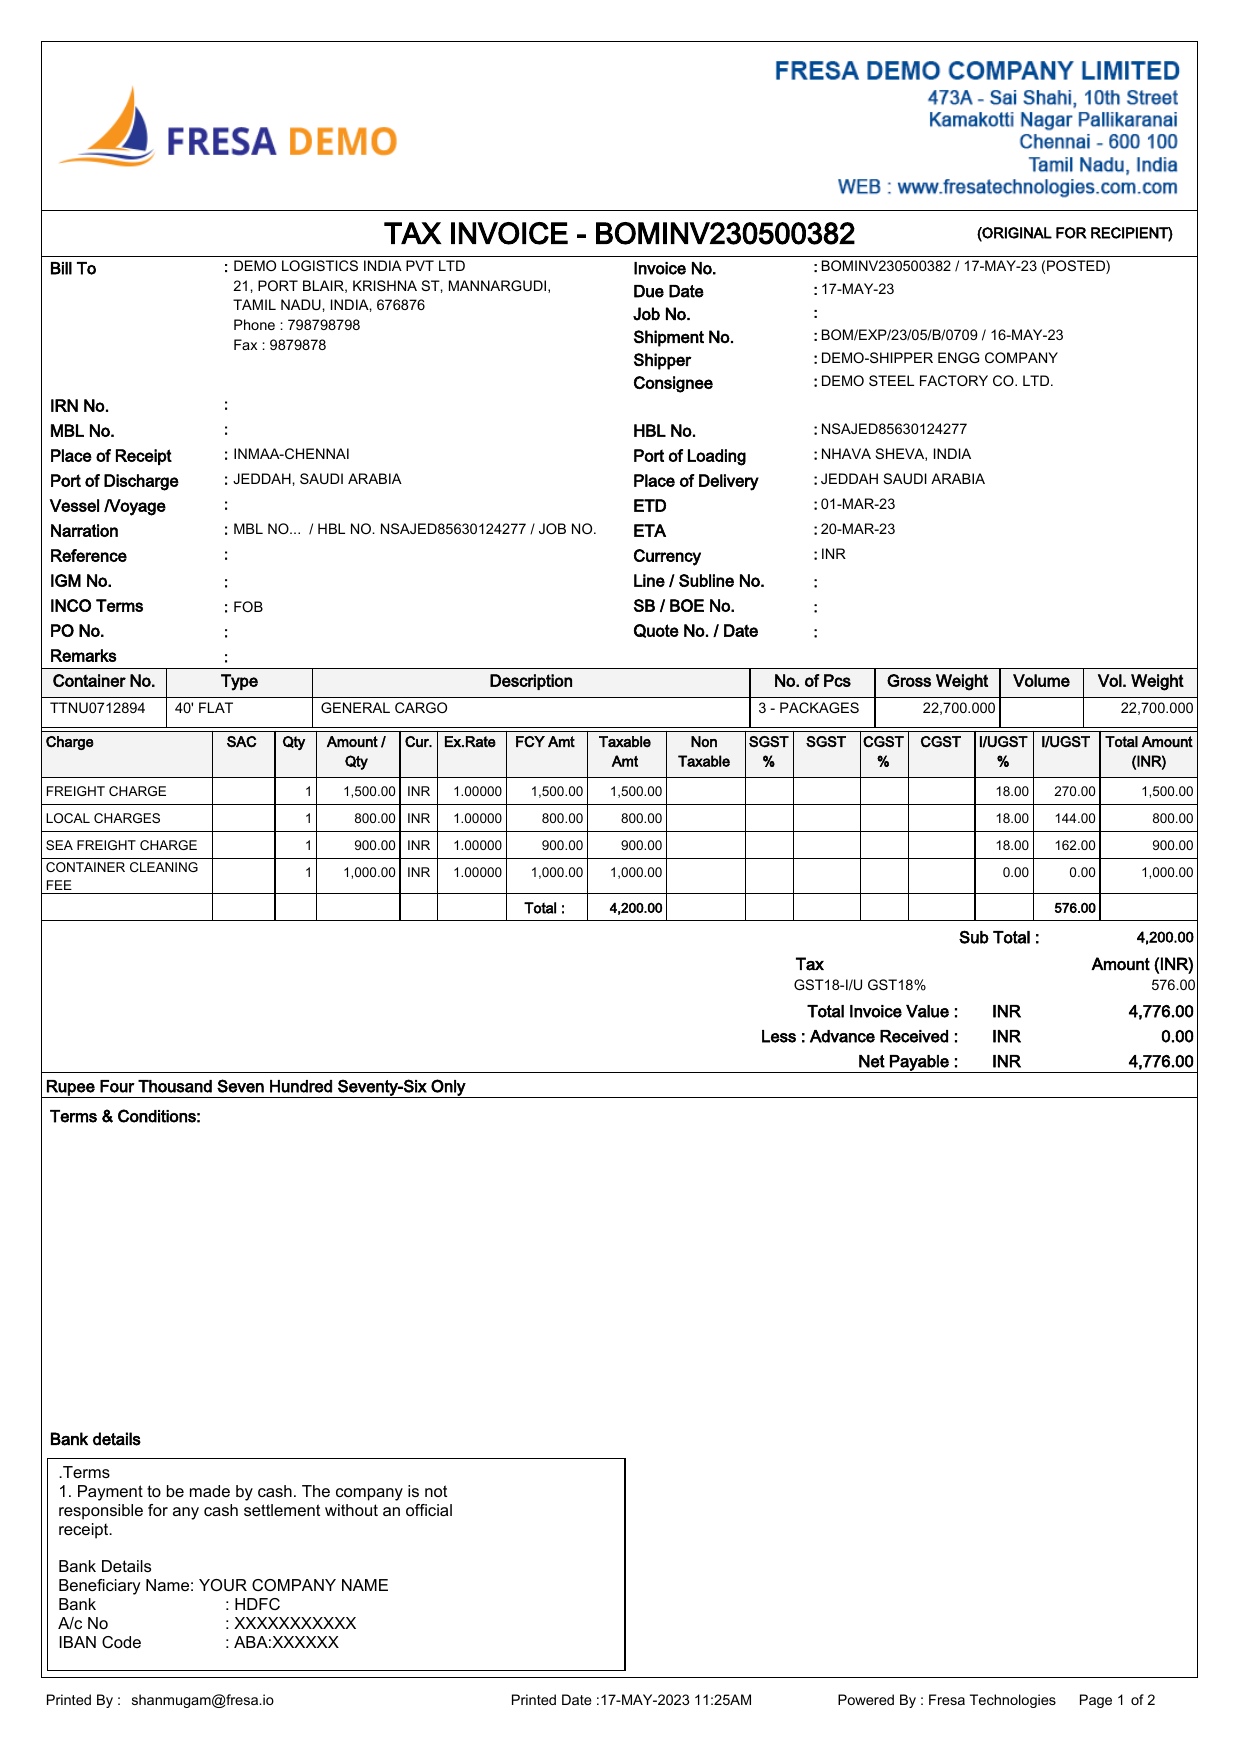 FRESA DEMO
FRESA DEMO COMPANY LIMITED
473A - Sai Shahi, 10th Street
Kamakotti Nagar Pallikaranai
Chennai - 600 100
Tamil Nadu, India
WEB : www.fresatechnologies.com.com
TAX INVOICE - BOMINV230500382 (ORIGINAL FOR RECIPIENT)
Bill To : DEMO LOGISTICS INDIA PVT LTD
21, PORT BLAIR, KRISHNA ST, MANNARGUDI,
TAMIL NADU, INDIA, 676876
Phone : 798798798
Fax : 9879878
Invoice No. : BOMINV230500382 / 17-MAY-23 (POSTED)
Due Date : 17-MAY-23
Job No. :
Shipment No. : BOM/EXP/23/05/B/0709 / 16-MAY-23
Shipper : DEMO-SHIPPER ENGG COMPANY
Consignee : DEMO STEEL FACTORY CO. LTD.
IRN No. :
MBL No. : HBL No. : NSAJED85630124277
Place of Receipt : INMAA-CHENNAI Port of Loading : NHAVA SHEVA, INDIA
Port of Discharge : JEDDAH, SAUDI ARABIA Place of Delivery : JEDDAH SAUDI ARABIA
Vessel /Voyage : ETD : 01-MAR-23
Narration : MBL NO... / HBL NO. NSAJED85630124277 / JOB NO. ETA : 20-MAR-23
Reference : Currency : INR
IGM No. : Line / Subline No. :
INCO Terms : FOB SB / BOE No. :
PO No. : Quote No. / Date :
Remarks :
Container No. Type Description No. of Pcs Gross Weight Volume Vol. Weight
TTNU0712894 40' FLAT GENERAL CARGO 3 - PACKAGES 22,700.000 22,700.000
Charge SAC Qty Amount / Cur. Ex.Rate FCY Amt Taxable Non SGST SGST CGST CGST I/UGST I/UGST Total Amount
Qty Amt Taxable % % % (INR)
FREIGHT CHARGE 1 1,500.00 INR 1.00000 1,500.00 1,500.00 18.00 270.00 1,500.00
LOCAL CHARGES 1 800.00 INR 1.00000 800.00 800.00 18.00 144.00 800.00
SEA FREIGHT CHARGE 1 900.00 INR 1.00000 900.00 900.00 18.00 162.00 900.00
CONTAINER CLEANING 1 1,000.00 INR 1.00000 1,000.00 1,000.00 0.00 0.00 1,000.00
FEE
Total : 4,200.00 576.00
Sub Total : 4,200.00
Tax Amount (INR)
GST18-I/U GST18% 576.00
Total Invoice Value : INR 4,776.00
Less : Advance Received : INR 0.00
Net Payable : INR 4,776.00
Rupee Four Thousand Seven Hundred Seventy-Six Only
Terms & Conditions:
Bank details
.Terms
1. Payment to be made by cash. The company is not
responsible for any cash settlement without an official
receipt.
Bank Details
Beneficiary Name: YOUR COMPANY NAME
Bank : HDFC
A/c No : XXXXXXXXXXX
IBAN Code : ABA:XXXXXX
Printed By : shanmugam@fresa.io Printed Date :17-MAY-2023 11:25AM Powered By : Fresa Technologies Page 1 of 2